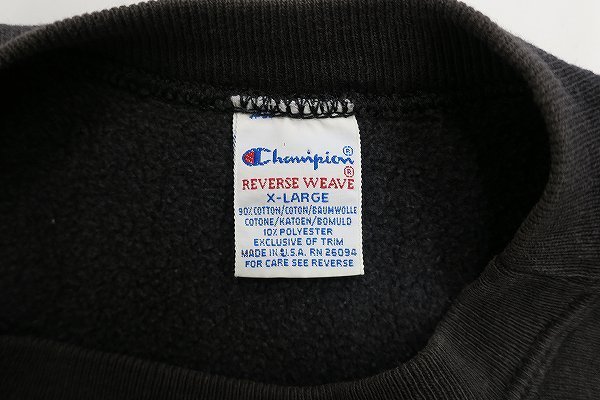 Champion®
REVERSE WEAVE®
X-LARGE
90% COTTON/COTON/BAUMWOLLE
COTONE/KATOEN/BOMULD
10% POLYESTER
EXCLUSIVE OF TRIM
MADE IN U.S.A. RN 26094
FOR CARE SEE REVERSE